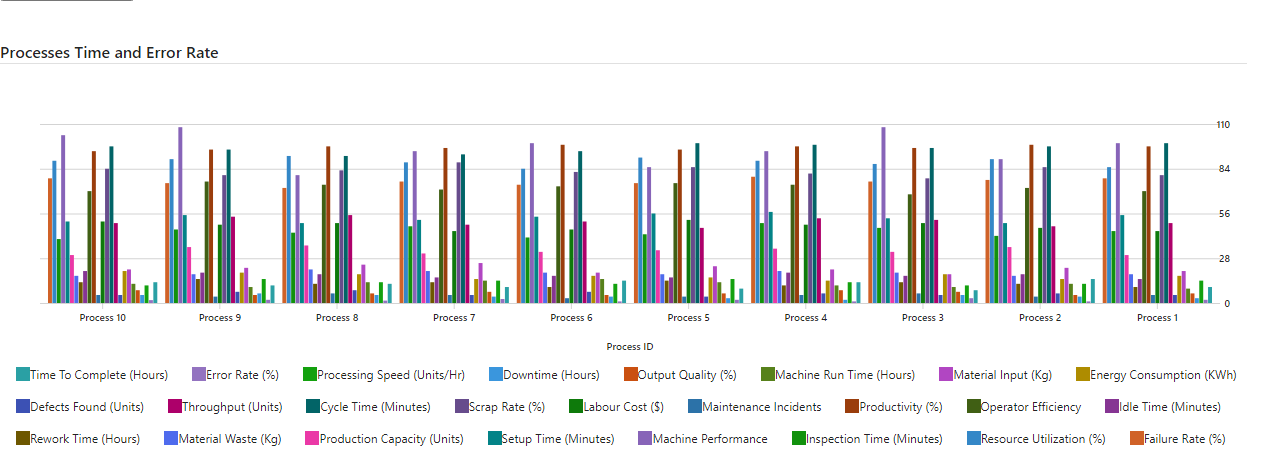 Processes Time and Error Rate
110
84
56
28
0
Process 10 Process 9 Process 8 Process 7 Process 6 Process 5 Process 4 Process 3 Process 2 Process 1
Process ID
Time To Complete (Hours) Error Rate (%) Processing Speed (Units/Hr) Downtime (Hours) Output Quality (%) Machine Run Time (Hours) Material Input (Kg) Energy Consumption (KWh)
Defects Found (Units) Throughput (Units) Cycle Time (Minutes) Scrap Rate (%) Labour Cost ($) Maintenance Incidents Productivity (%) Operator Efficiency Idle Time (Minutes)
Rework Time (Hours) Material Waste (Kg) Production Capacity (Units) Setup Time (Minutes) Machine Performance Inspection Time (Minutes) Resource Utilization (%) Failure Rate (%)